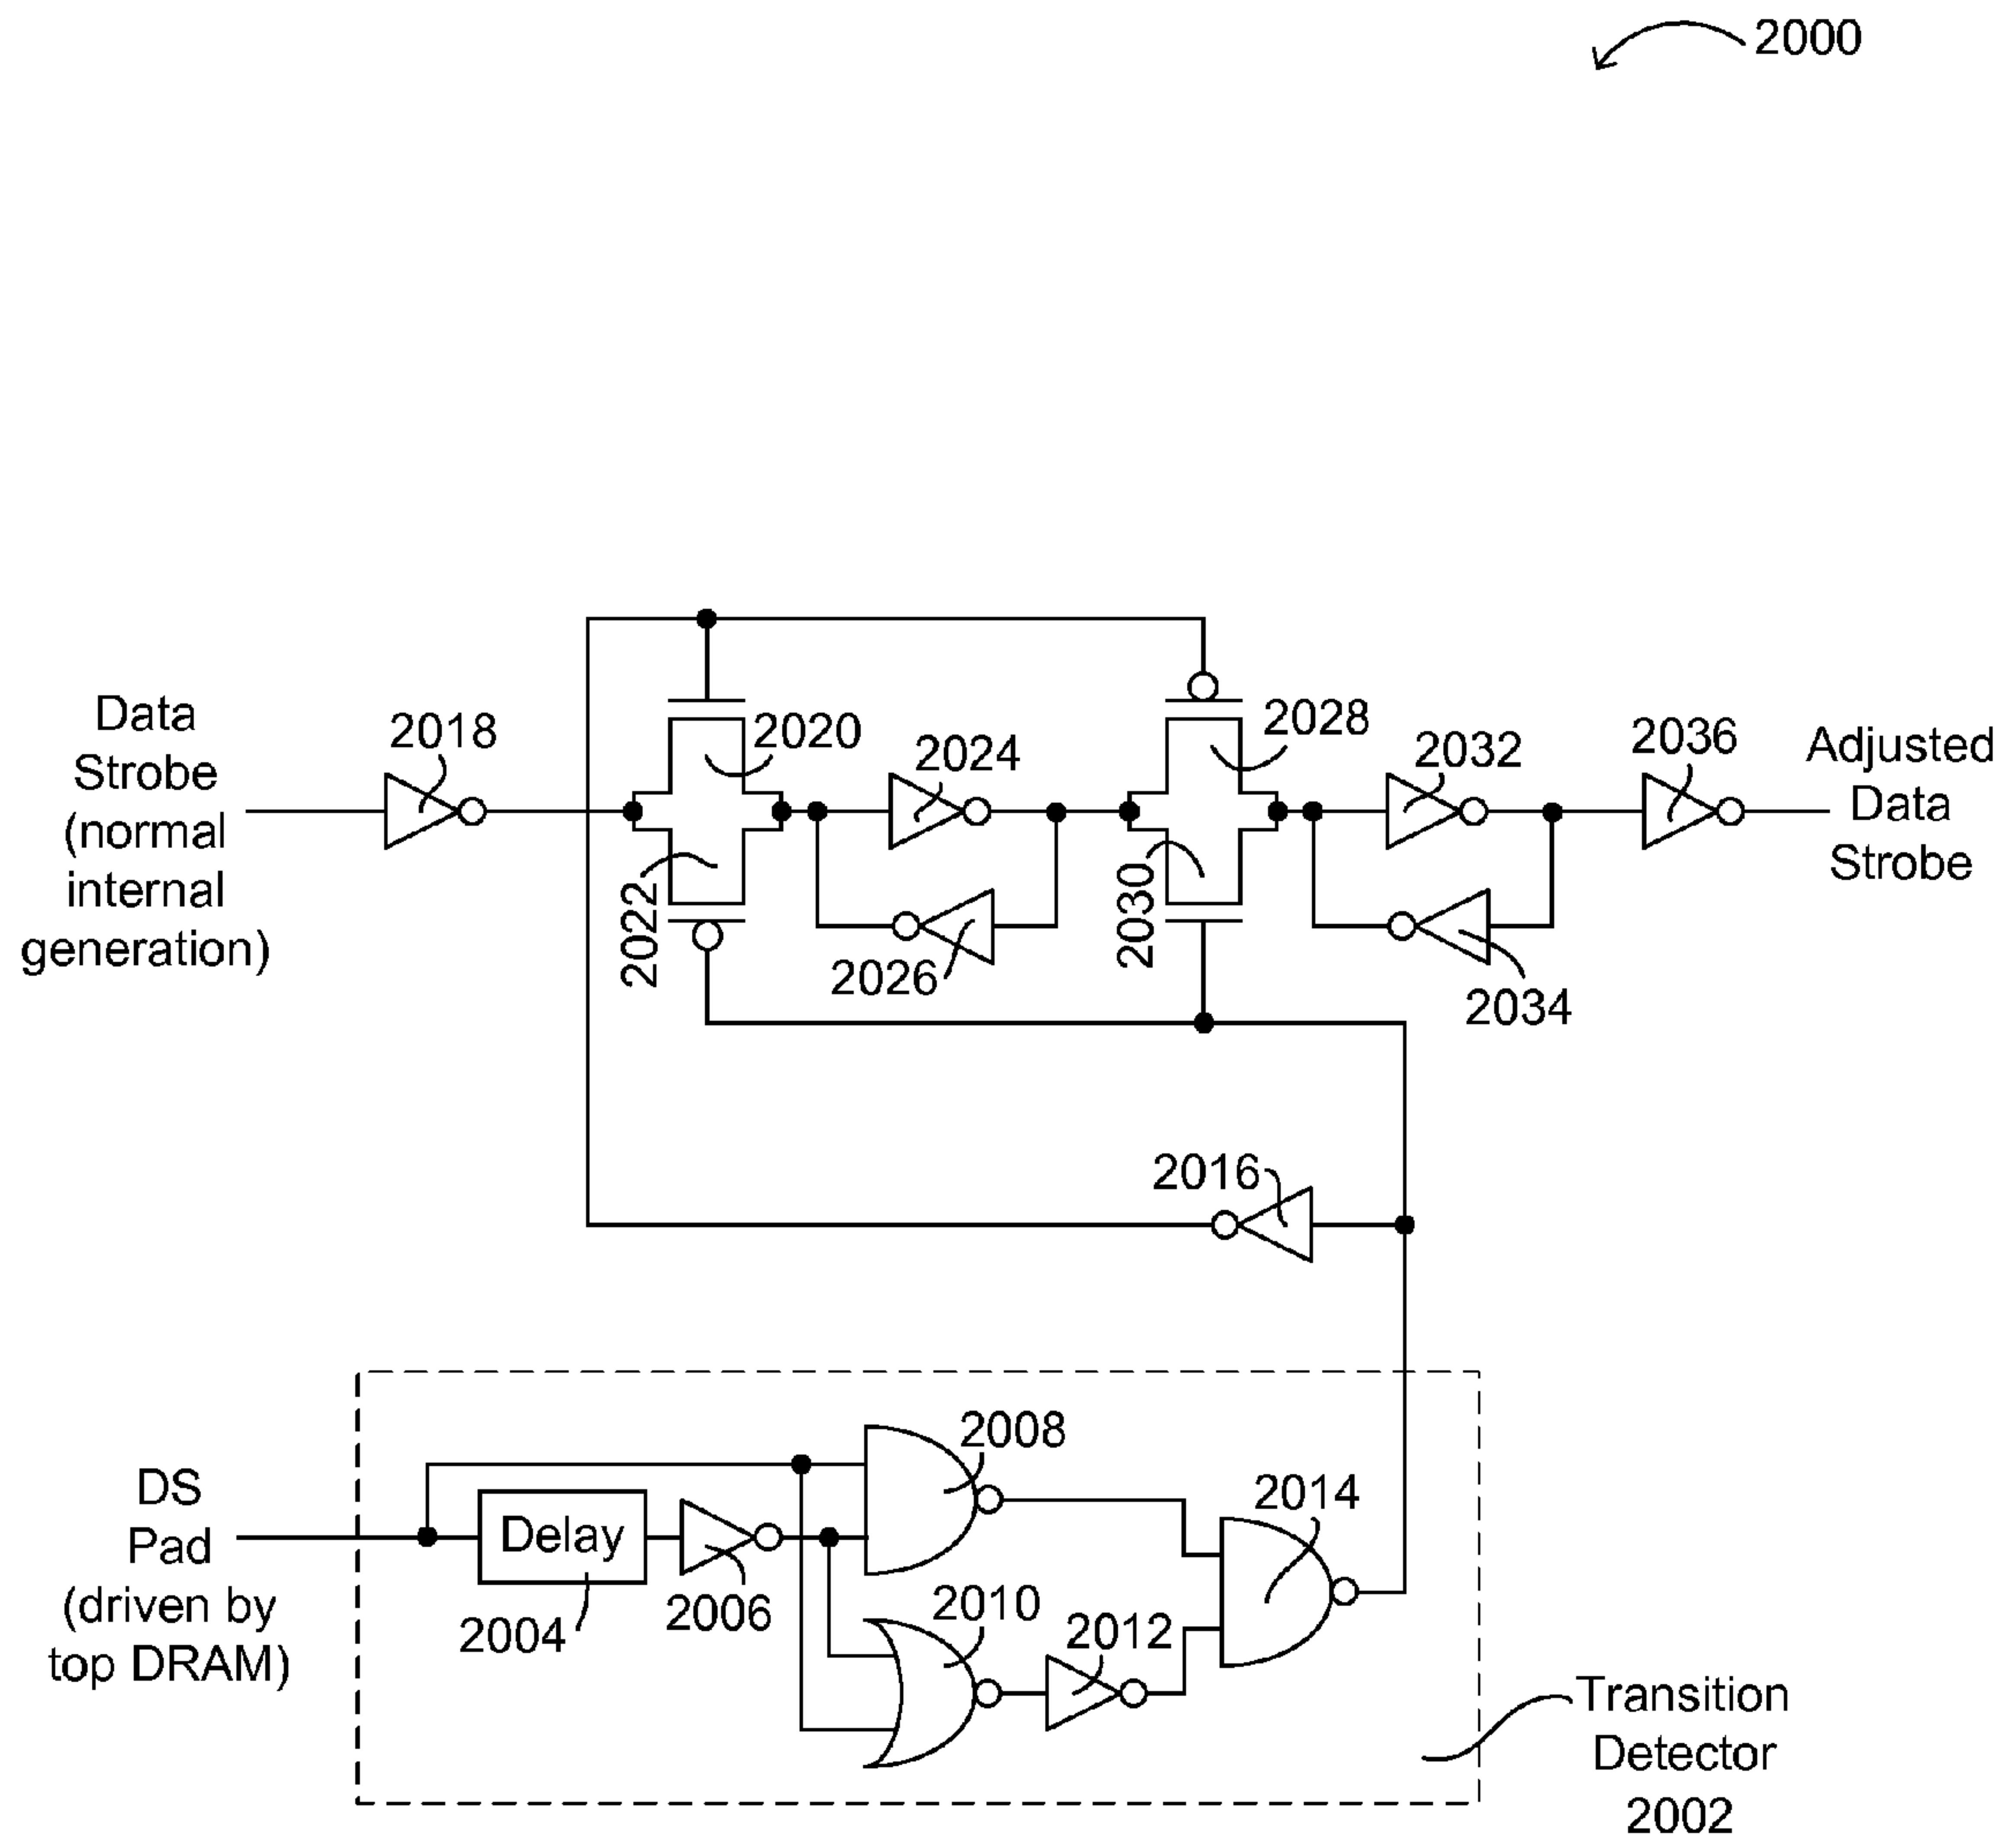 2000
Data
Strobe
(normal
internal
generation)
2018
2020
2022
2024
2026
2028
2030
2032
2034
2036
Adjusted
Data
Strobe
2016
DS
Pad
(driven by
top DRAM)
Delay
2004
2006
2008
2010
2012
2014
Transition
Detector
2002